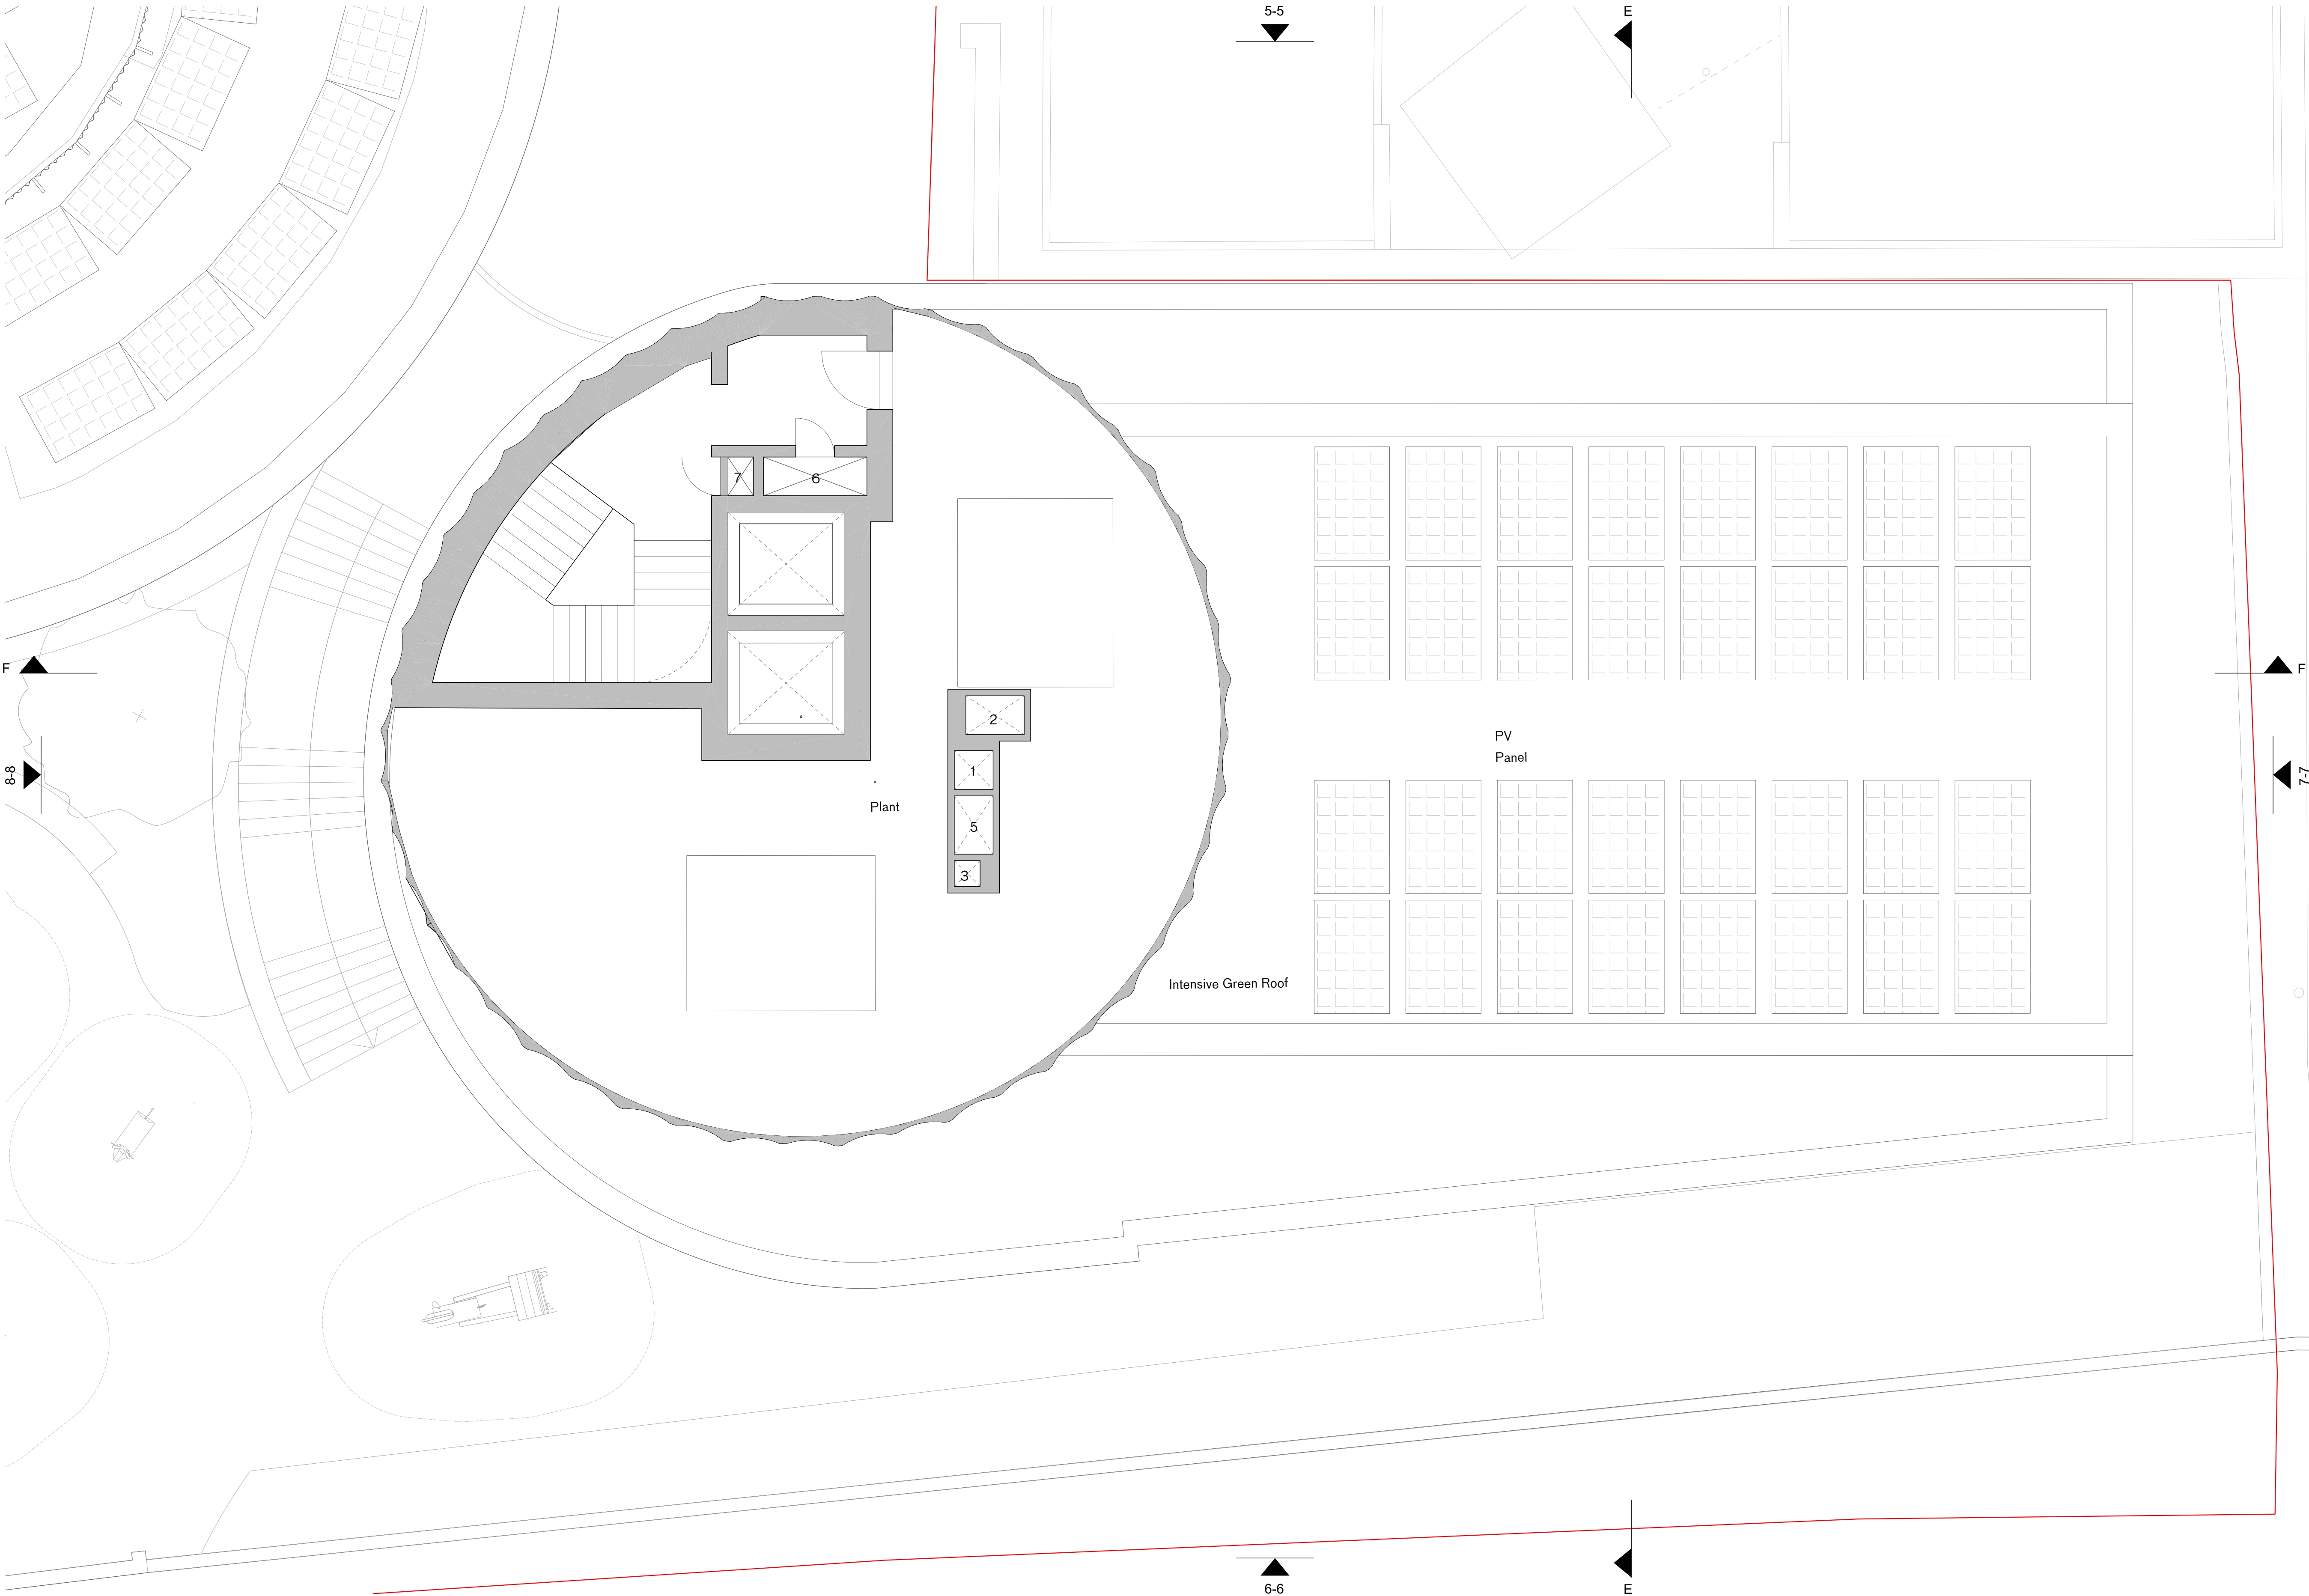 5-5
E
7
6
F
F
2
PV
Panel
8-8
1
7-7
Plant
5
3
Intensive Green Roof
6-6
E